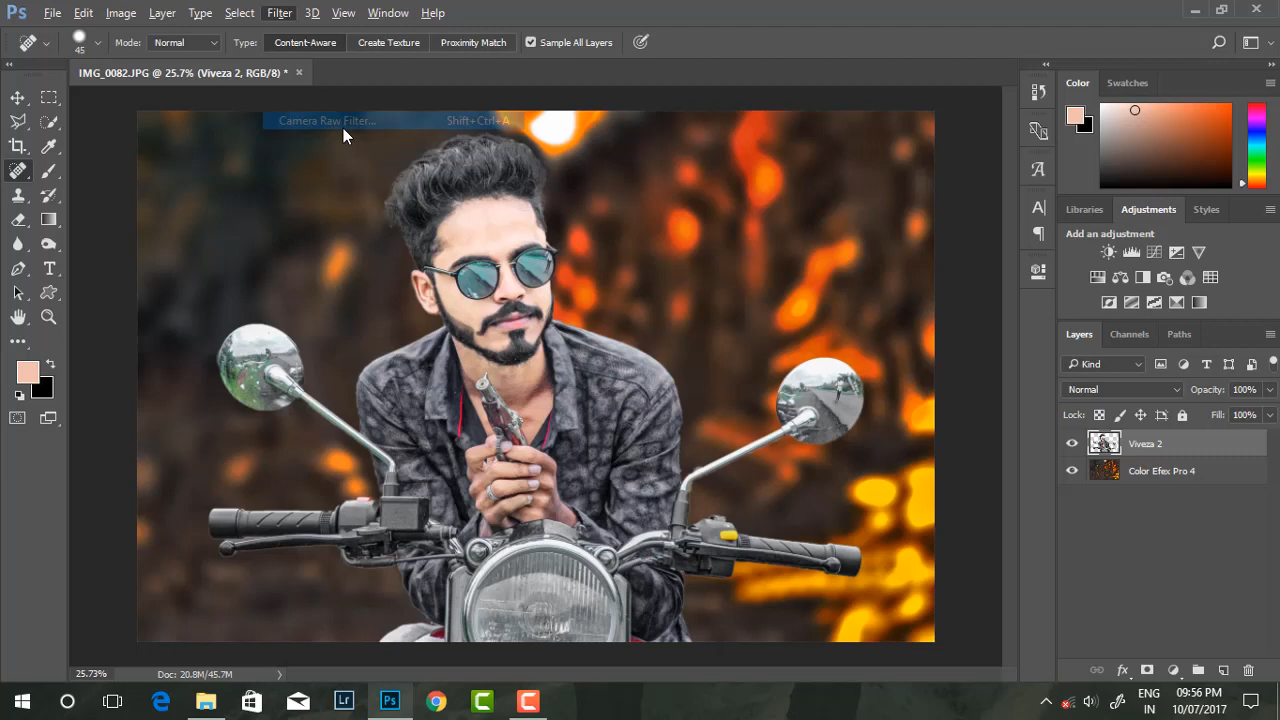 Ps File Edit Image Layer Type Select Filter 3D View Window Help
45 Mode: Normal Type: Content-Aware Create Texture Proximity Match Sample All Layers
IMG_0082.JPG @ 25.7% (Viveza 2, RGB/8) * ×
Camera Raw Filter... Shift+Ctrl+A
Color Swatches
Libraries Adjustments Styles
Add an adjustment
Layers Channels Paths
Kind
Normal Opacity: 100%
Lock: Fill: 100%
Viveza 2
Color Efex Pro 4
25.73% Doc: 20.8M/45.7M
Lr Ps C C
ENG
IN
09:56 PM
10/07/2017